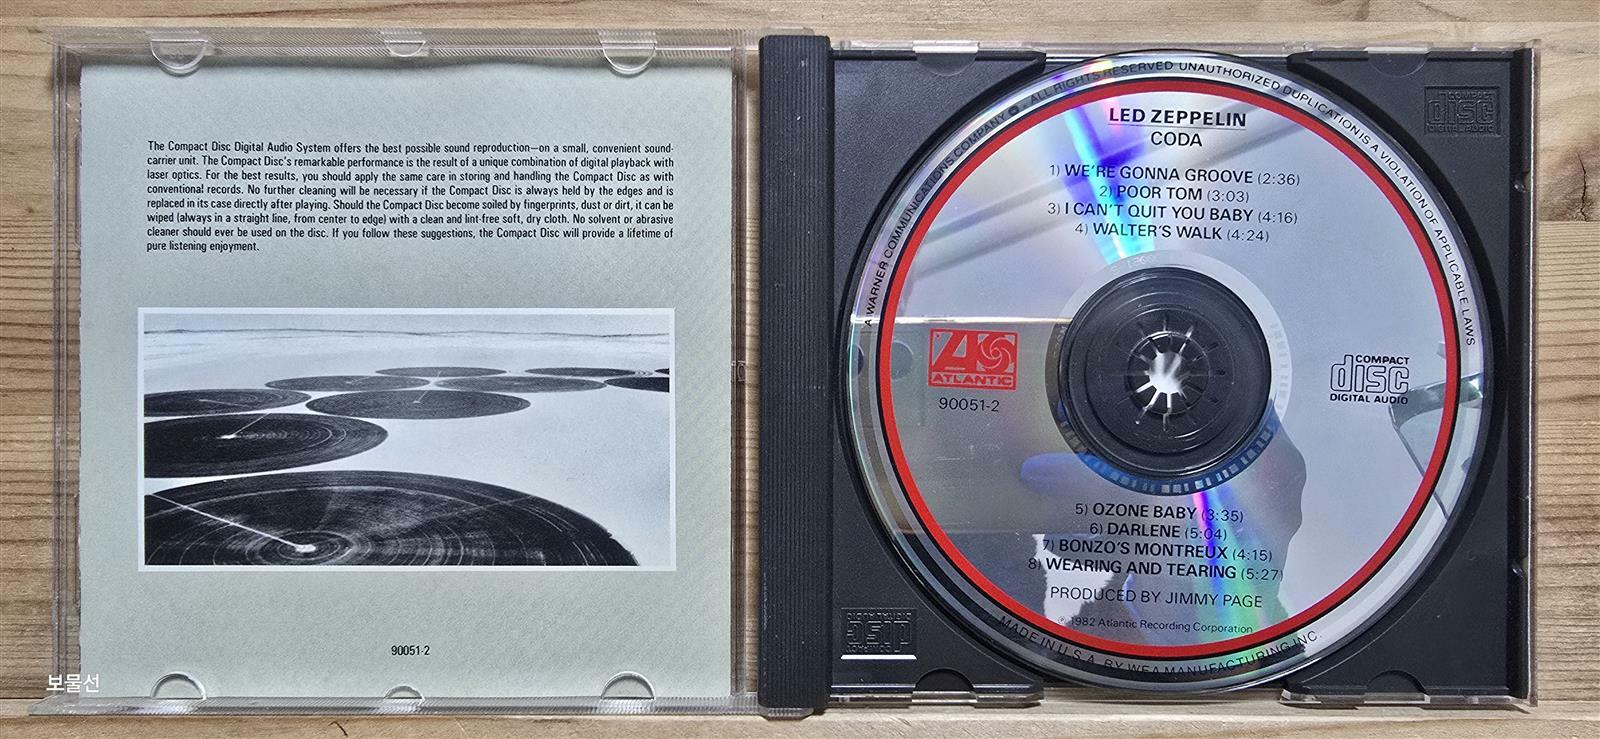 The Compact Disc Digital Audio System offers the best possible sound reproduction—on a small, convenient sound-
carrier unit. The Compact Disc's remarkable performance is the result of a unique combination of digital playback with
laser optics. For the best results, you should apply the same care in storing and handling the Compact Disc as with
conventional records. No further cleaning will be necessary if the Compact Disc is always held by the edges and is
replaced in its case directly after playing. Should the Compact Disc become soiled by fingerprints, dust or dirt, it can be
wiped (always in a straight line, from center to edge) with a clean and lint-free soft, dry cloth. No solvent or abrasive
cleaner should ever be used on the disc. If you follow these suggestions, the Compact Disc will provide a lifetime of
pure listening enjoyment.
90051-2
보물선
A WARNER COMMUNICATIONS COMPANY ℗ - ALL RIGHTS RESERVED UNAUTHORIZED DUPLICATION IS A VIOLATION OF APPLICABLE LAWS
LED ZEPPELIN
CODA
1) WE'RE GONNA GROOVE (2:36)
2) POOR TOM (3:03)
3) I CAN'T QUIT YOU BABY (4:16)
4) WALTER'S WALK (4:24)
ATLANTIC
90051-2
COMPACT
disc
DIGITAL AUDIO
5) OZONE BABY (3:35)
6) DARLENE (5:04)
7) BONZO'S MONTREUX (4:15)
8) WEARING AND TEARING (5:27)
PRODUCED BY JIMMY PAGE
℗ 1982 Atlantic Recording Corporation
MADE IN U.S.A. BY WEA MANUFACTURING INC.
COMPACT
disc
DIGITAL AUDIO
COMPACT
disc
DIGITAL AUDIO